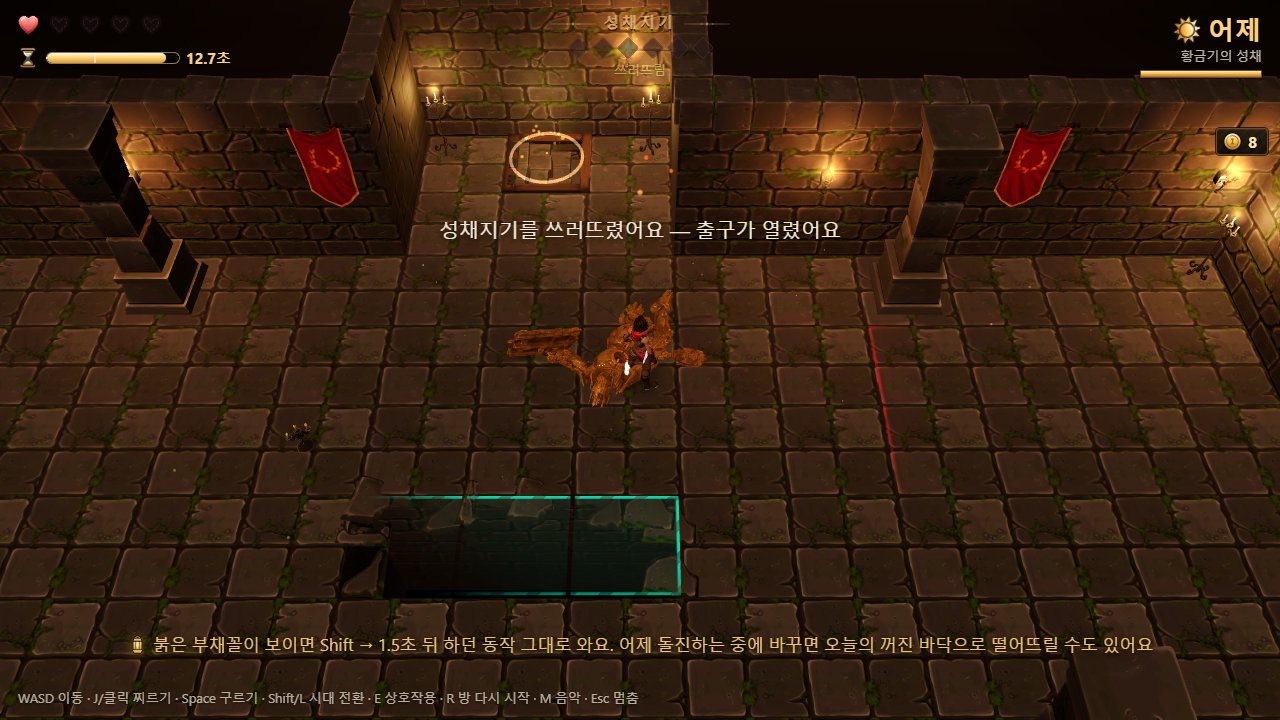 성채지기
쓰러뜨림
12.7초
어제
황금기의 성채
8
성채지기를 쓰러뜨렸어요 — 출구가 열렸어요
붉은 부채꼴이 보이면 Shift → 1.5초 뒤 하던 동작 그대로 와요. 어제 돌진하는 중에 바꾸면 오늘의 꺼진 바닥으로 떨어뜨릴 수도 있어요
WASD 이동 · J/클릭 찌르기 · Space 구르기 · Shift/L 시대 전환 · E 상호작용 · R 방 다시 시작 · M 음악 · Esc 멈춤